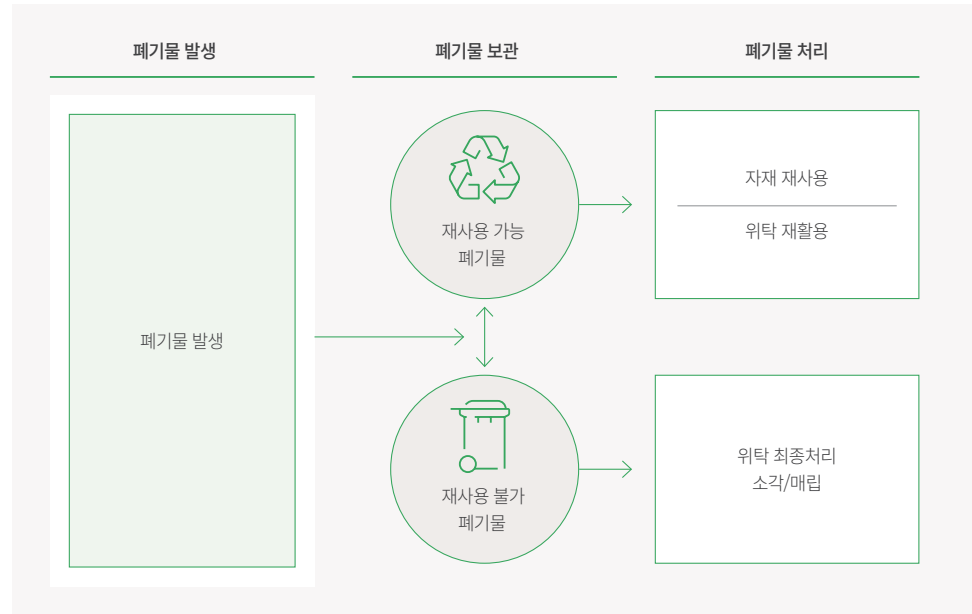 폐기물 발생
폐기물 보관
폐기물 처리
폐기물 발생
재사용 가능
폐기물
재사용 불가
폐기물
자재 재사용
위탁 재활용
위탁 최종처리
소각/매립